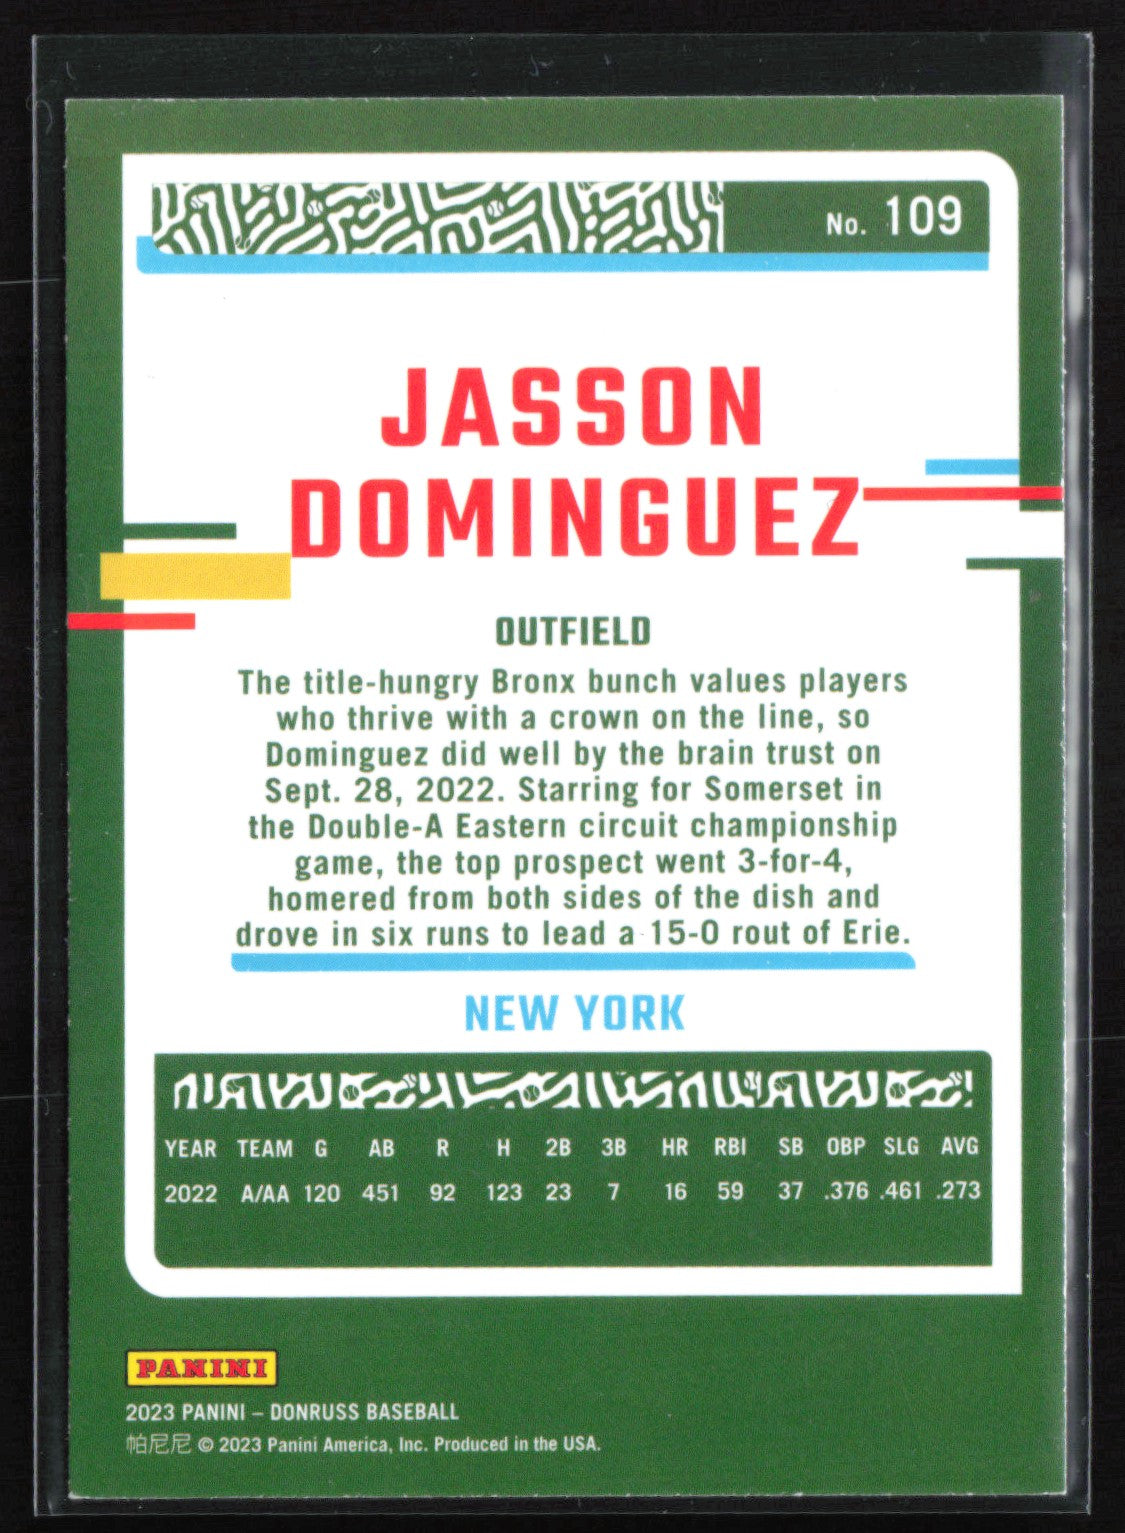 No. 109
JASSON
DOMINGUEZ
OUTFIELD
The title-hungry Bronx bunch values players
who thrive with a crown on the line, so
Dominguez did well by the brain trust on
Sept. 28, 2022. Starring for Somerset in
the Double-A Eastern circuit championship
game, the top prospect went 3-for-4,
homered from both sides of the dish and
drove in six runs to lead a 15-0 rout of Erie.
NEW YORK
YEAR TEAM G AB R H 2B 3B HR RBI SB OBP SLG AVG
2022 A/AA 120 451 92 123 23 7 16 59 37 .376 .461 .273
PANINI
2023 PANINI – DONRUSS BASEBALL
帕尼尼 © 2023 Panini America, Inc. Produced in the USA.